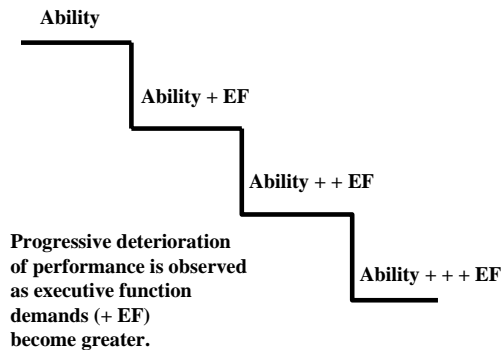 Ability
Ability + EF
Ability + + EF
Progressive deterioration
of performance is observed
as executive function
demands (+ EF)
become greater.
Ability + + + EF